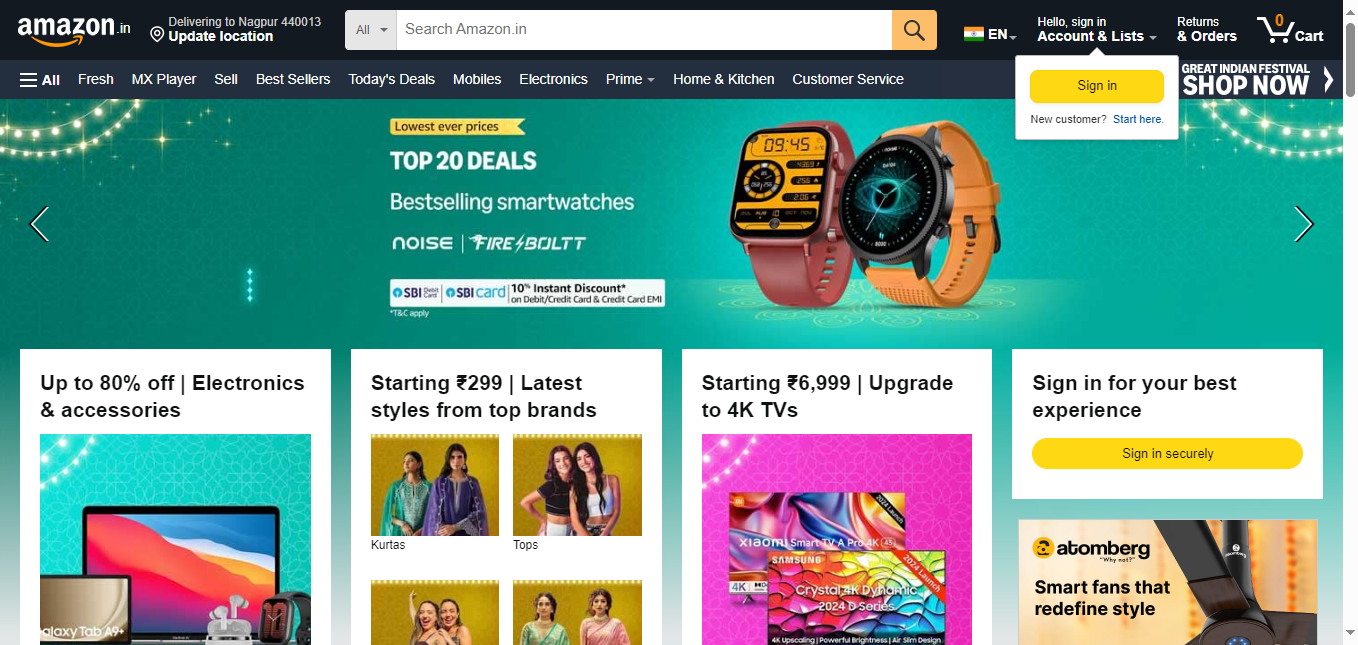 amazon.in
Delivering to Nagpur 440013
Update location
All
Search Amazon.in
EN
Hello, sign in
Account & Lists
Returns
& Orders
0
Cart
All
Fresh
MX Player
Sell
Best Sellers
Today's Deals
Mobiles
Electronics
Prime
Home & Kitchen
Customer Service
GREAT INDIAN FESTIVAL
SHOP NOW
Sign in
New customer? Start here.
Lowest ever prices
TOP 20 DEALS
Bestselling smartwatches
noise | FIRE-BOLTT
SBI Debit Card | SBI card | 10% Instant Discount*
on Debit/Credit Card & Credit Card EMI
*T&C apply
09:45
noise
Up to 80% off | Electronics
& accessories
Galaxy Tab A9+
Starting ₹299 | Latest
styles from top brands
Kurtas
Tops
Starting ₹6,999 | Upgrade
to 4K TVs
2024 Launch
xiaomi Smart TV A Pro 4K
4K
SAMSUNG
2024 Launch
Crystal 4K Dynamic
2024 D Series
4K Upscaling | Powerful Brightness | Air Slim Design
Sign in for your best
experience
Sign in securely
atomberg
"Why not?"
Smart fans that
redefine style
atomberg